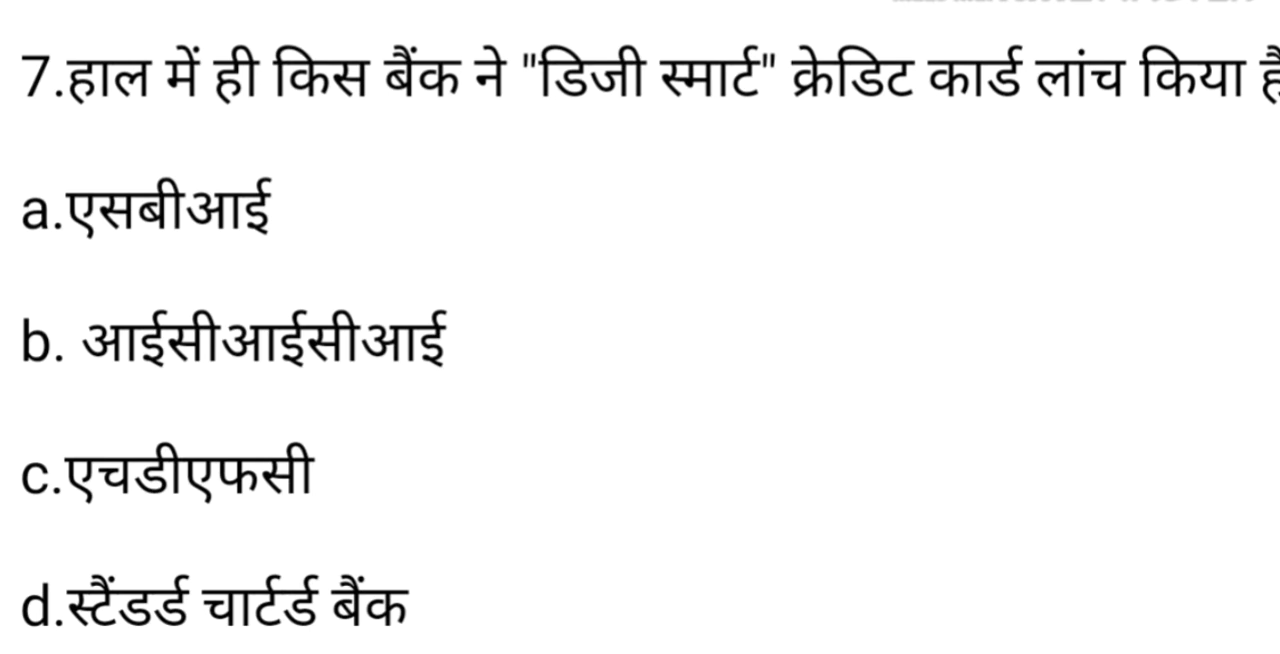 7.हाल में ही किस बैंक ने "डिजी स्मार्ट" क्रेडिट कार्ड लांच किया है
a.एसबीआई
b. आईसीआईसीआई
c.एचडीएफसी
d.स्टैंडर्ड चार्टर्ड बैंक